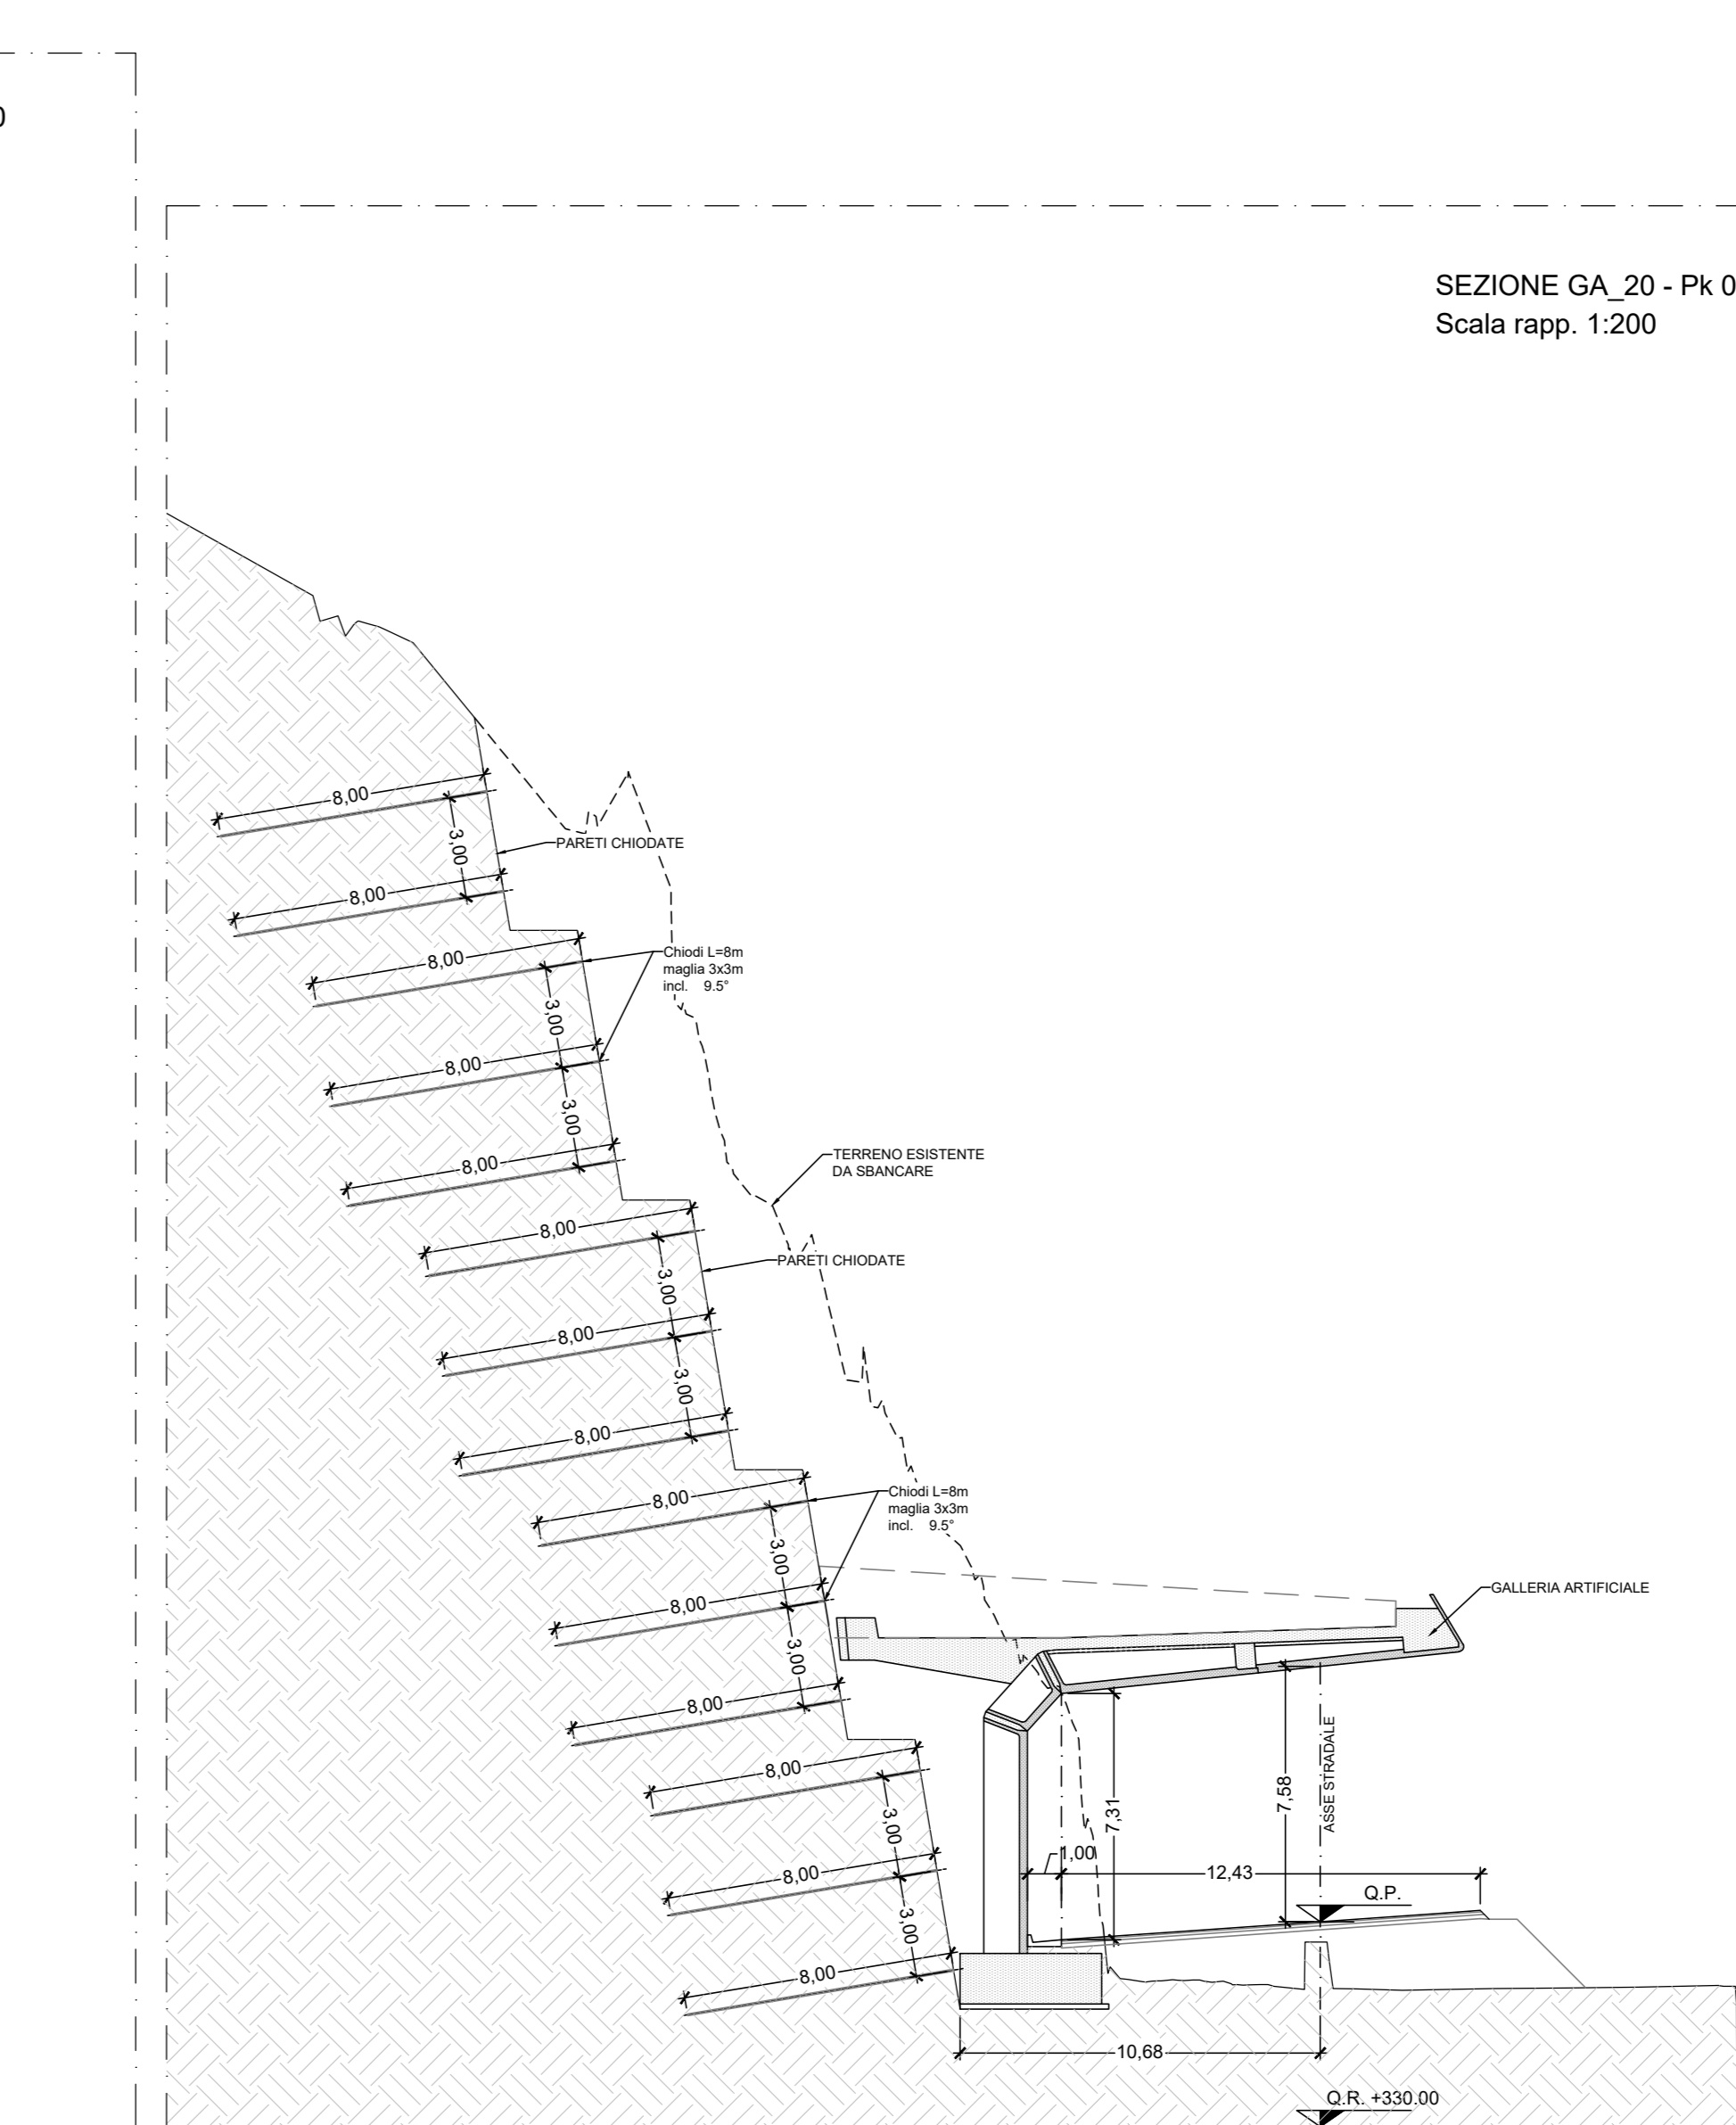 0
SEZIONE GA_20 - Pk 0
Scala rapp. 1:200
8,00
3,00
PARETI CHIODATE
8,00
8,00
Chiodi L=8m
maglia 3x3m
incl. 9.5°
3,00
8,00
3,00
8,00
TERRENO ESISTENTE
DA SBANCARE
8,00
PARETI CHIODATE
3,00
8,00
3,00
8,00
8,00
Chiodi L=8m
maglia 3x3m
incl. 9.5°
3,00
8,00
GALLERIA ARTIFICIALE
3,00
8,00
8,00
ASSE STRADALE
7,58
7,31
3,00
1,00
8,00
12,43
Q.P.
3,00
8,00
10,68
Q.R. +330.00